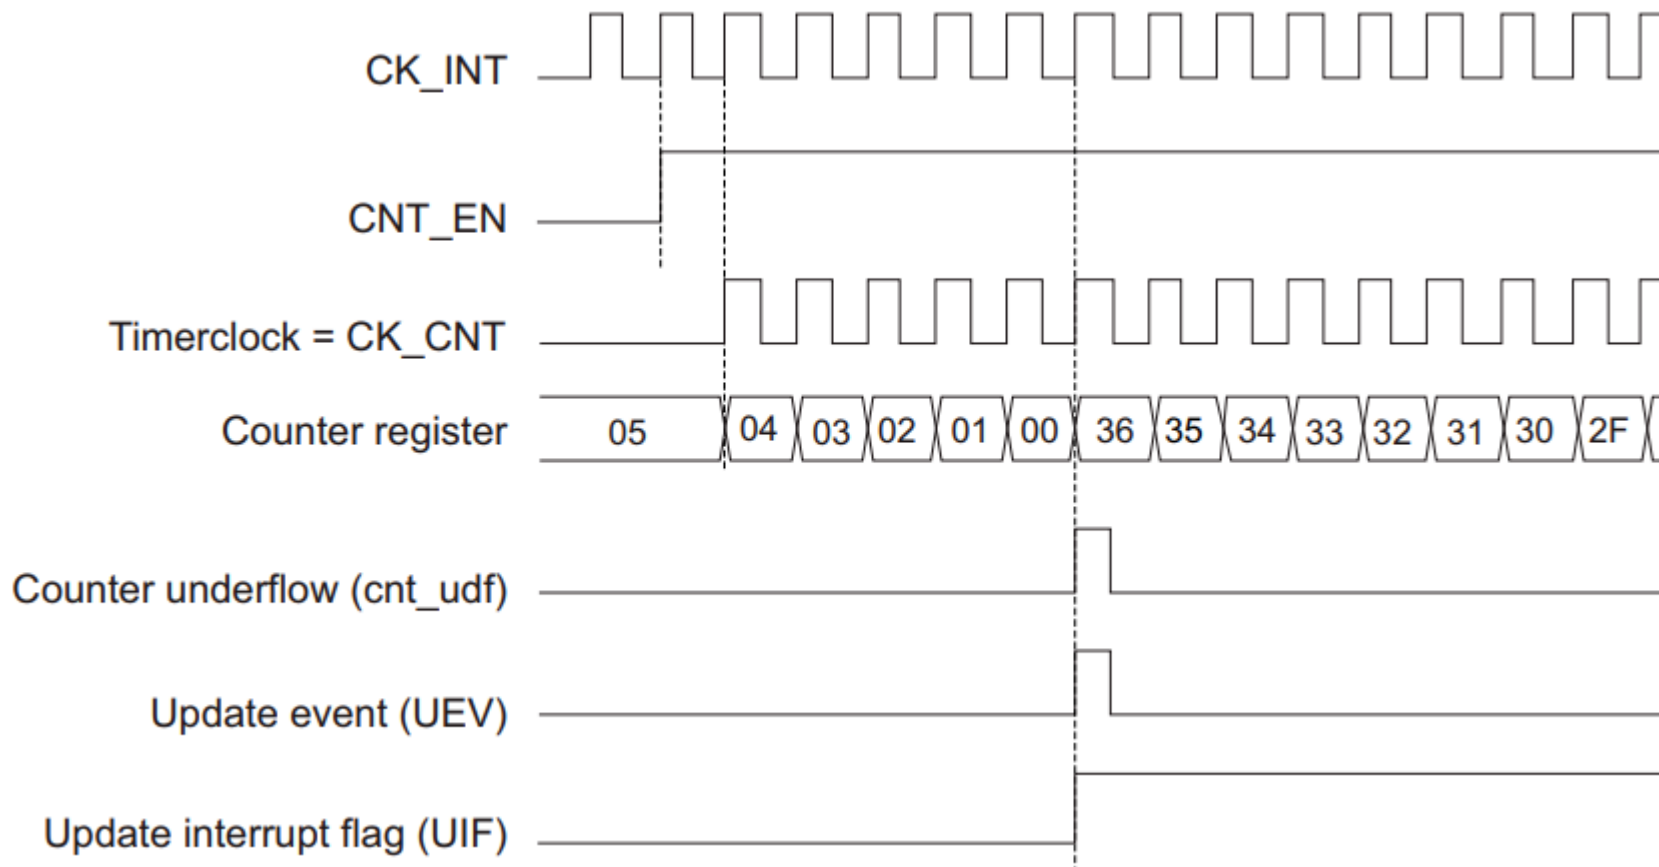 CK_INT
CNT_EN
Timerclock = CK_CNT
Counter register 05 04 03 02 01 00 36 35 34 33 32 31 30 2F
Counter underflow (cnt_udf)
Update event (UEV)
Update interrupt flag (UIF)